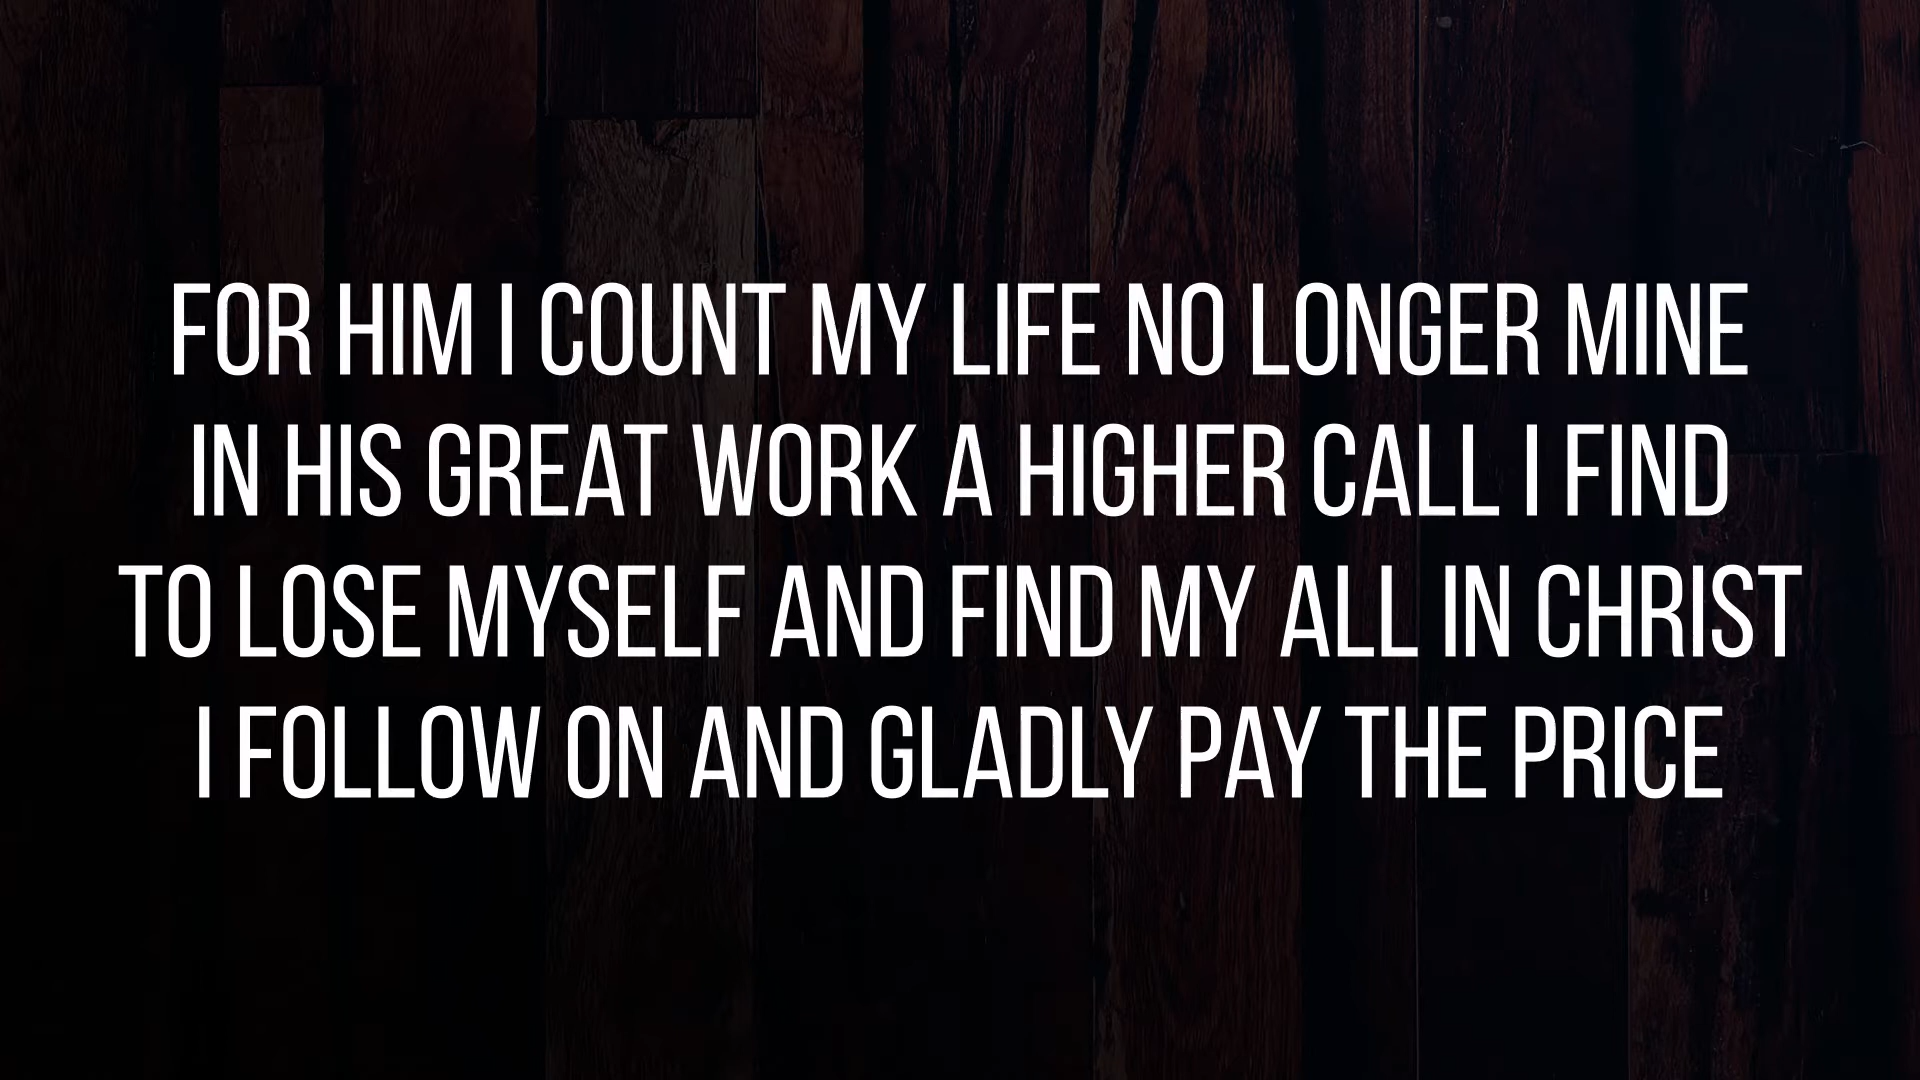 FOR HIM I COUNT MY LIFE NO LONGER MINE
IN HIS GREAT WORK A HIGHER CALL I FIND
TO LOSE MYSELF AND FIND MY ALL IN CHRIST
I FOLLOW ON AND GLADLY PAY THE PRICE